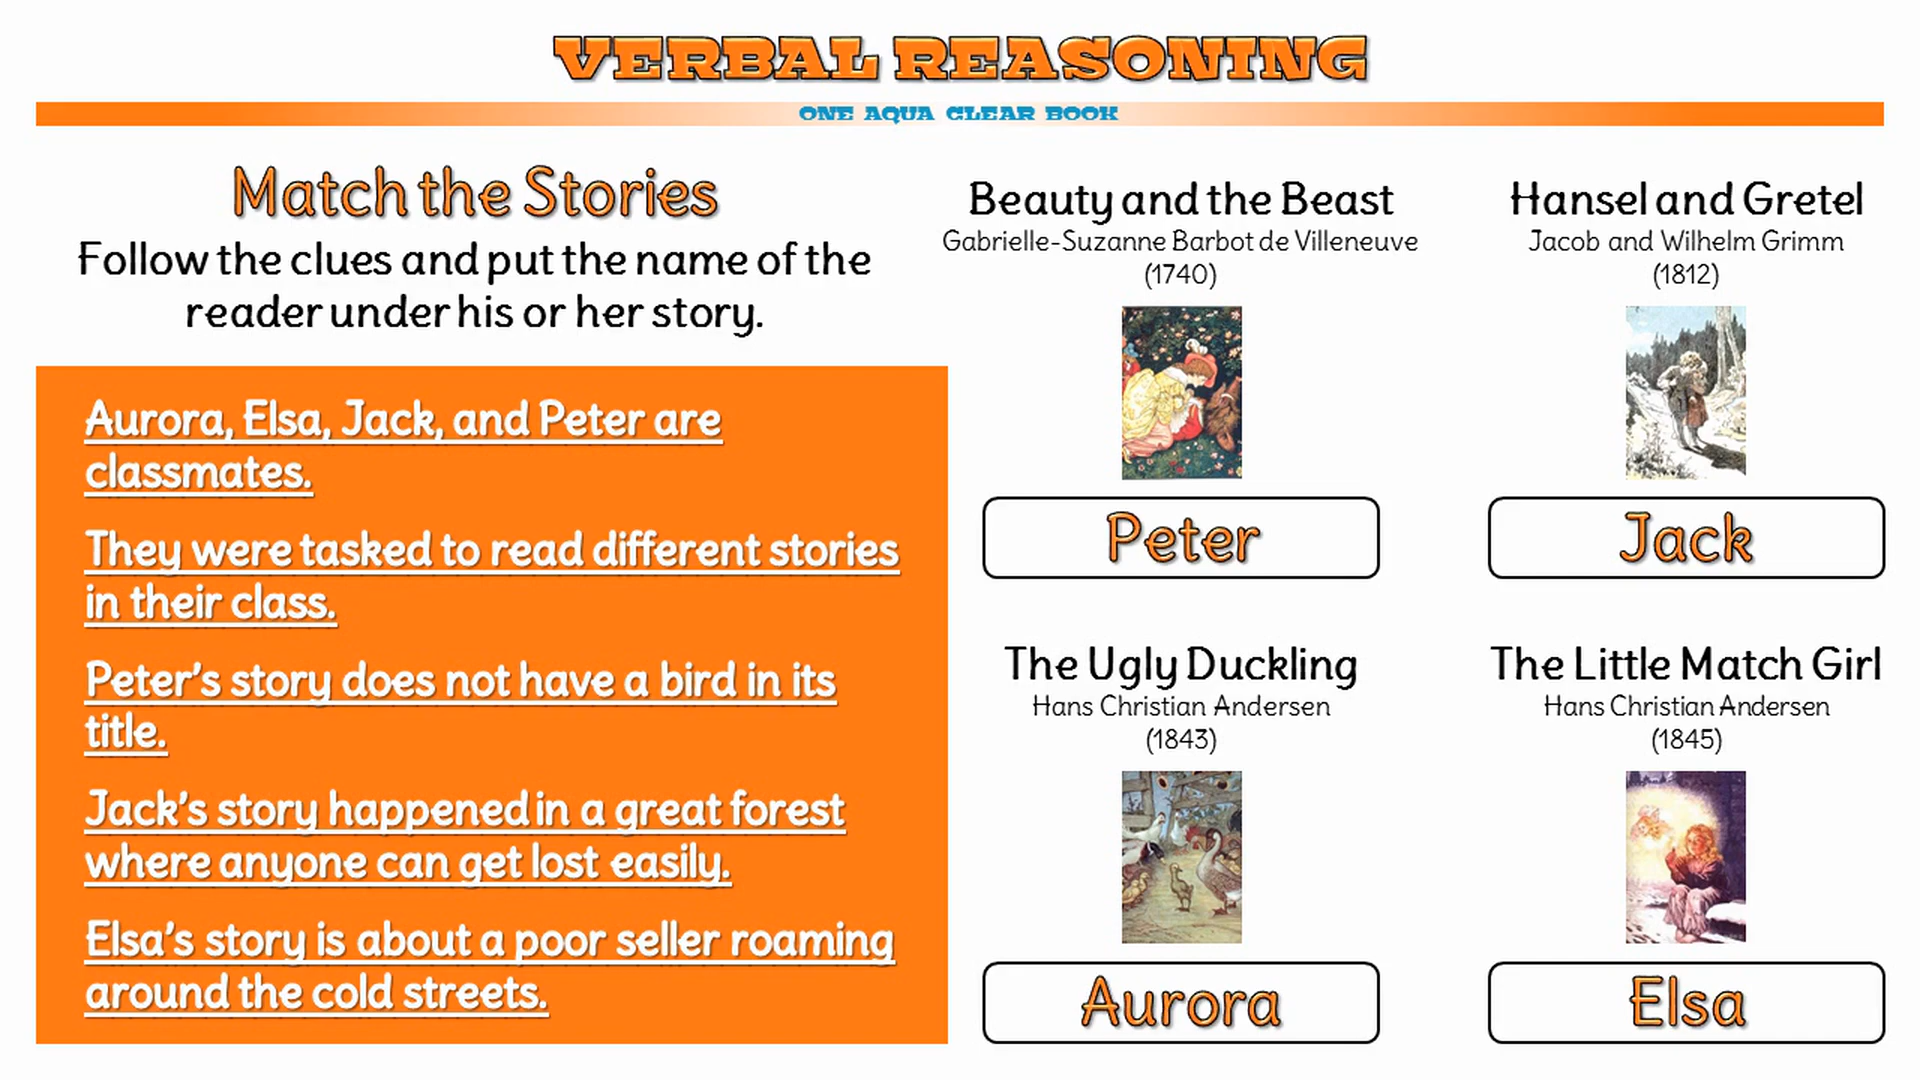 VERBAL REASONING
ONE AQUA CLEAR BOOK
Match the Stories
Follow the clues and put the name of the
reader under his or her story.
Aurora, Elsa, Jack, and Peter are
classmates.
They were tasked to read different stories
in their class.
Peter's story does not have a bird in its
title.
Jack's story happened in a great forest
where anyone can get lost easily.
Elsa's story is about a poor seller roaming
around the cold streets.
Beauty and the Beast
Gabrielle-Suzanne Barbot de Villeneuve
(1740)
Peter
Hansel and Gretel
Jacob and Wilhelm Grimm
(1812)
Jack
The Ugly Duckling
Hans Christian Andersen
(1843)
Aurora
The Little Match Girl
Hans Christian Andersen
(1845)
Elsa